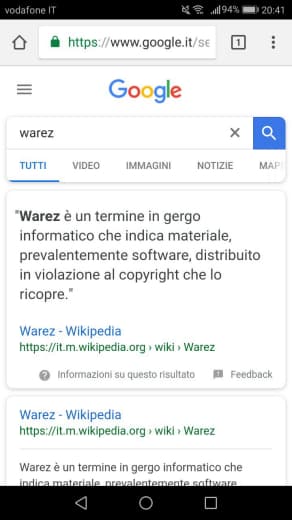 vodafone IT 94% 20:41
https://www.google.it/se 1
Google
warez
TUTTI VIDEO IMMAGINI NOTIZIE MAP
"Warez è un termine in gergo
informatico che indica materiale,
prevalentemente software, distribuito
in violazione al copyright che lo
ricopre."
Warez - Wikipedia
https://it.m.wikipedia.org › wiki › Warez
Informazioni su questo risultato Feedback
Warez - Wikipedia
https://it.m.wikipedia.org › wiki › Warez
Warez è un termine in gergo informatico che
indica materiale, prevalentemente software